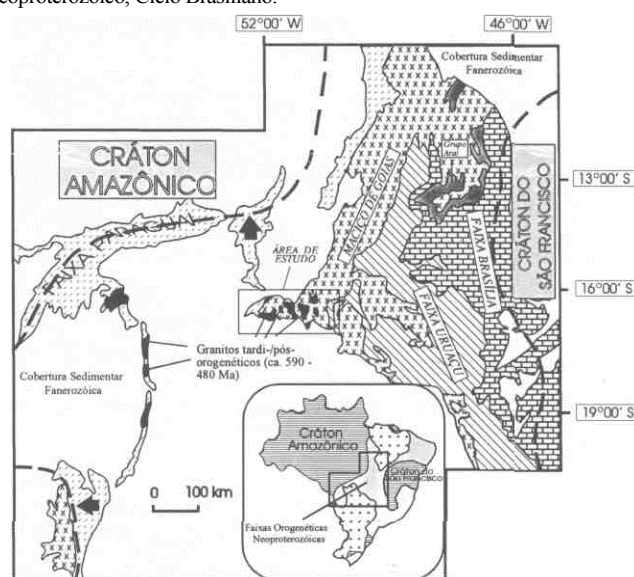 eoproterozóico, Ciclo Brasiliano.
52°00' W
46°00' W
Cobertura Sedimentar
Fanerozóica
CRÁTON
AMAZÔNICO
Grupo
Araí
CRÁTON DO
SÃO FRANCISCO
13°00' S
MACIÇO DE GOIÁS
FAIXA PARAGUAI
ÁREA DE
ESTUDO
FAIXA BRASÍLIA
16°00' S
FAIXA URUAÇU
Granitos tardi-/pós-
orogenéticos (ca. 590 -
480 Ma)
Cobertura Sedimentar
Fanerozóica
19°00' S
0 100 km
Cráton
Amazônico
Cráton do
São Francisco
Faixas Orogenéticas
Neoproterozóicas